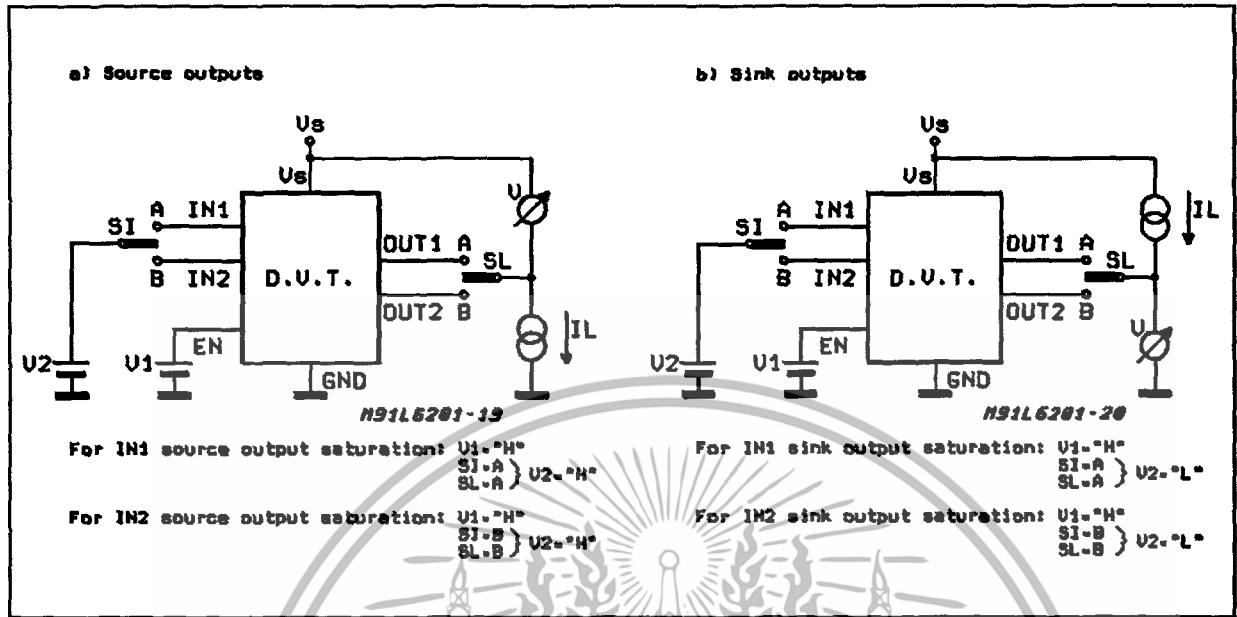 a) Source outputs
Vs
Vs
V
A IN1
SI
B IN2
D.U.T.
OUT1 A
SL
OUT2 B
EN
IL
V2
V1
GND
M91L6201-19
For IN1 source output saturation: V1="H"
SI=A
SL=A } V2="H"
For IN2 source output saturation: V1="H"
SI=B
SL=B } V2="H"
b) Sink outputs
Vs
Vs
IL
A IN1
SI
B IN2
D.U.T.
OUT1 A
SL
OUT2 B
EN
V
V2
V1
GND
M91L6201-20
For IN1 sink output saturation: V1="H"
SI=A
SL=A } V2="L"
For IN2 sink output saturation: V1="H"
SI=B
SL=B } V2="L"